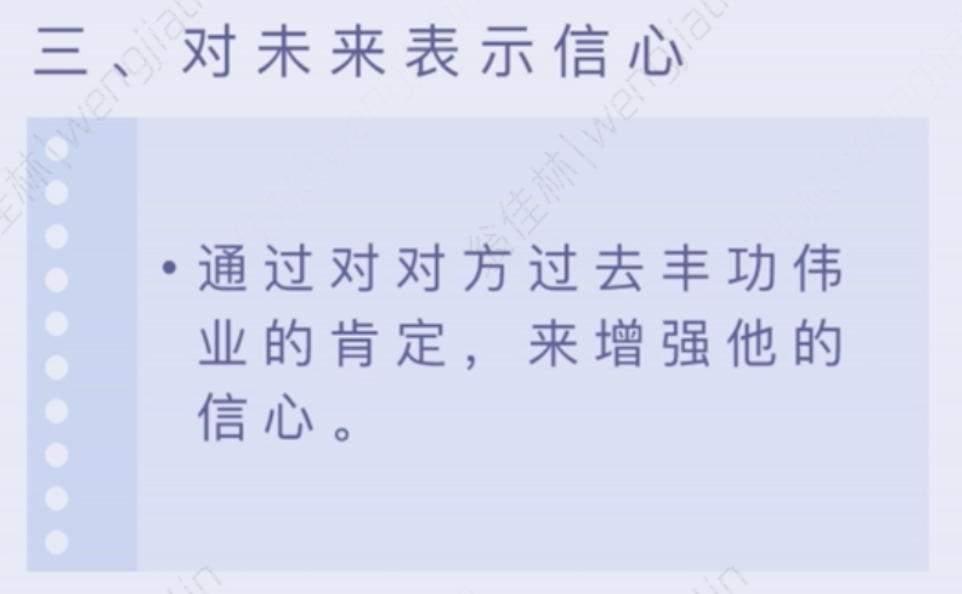 三、对未来表示信心
•通过对对方过去丰功伟
业的肯定，来增强他的
信心。
翁佳林|wengjialin